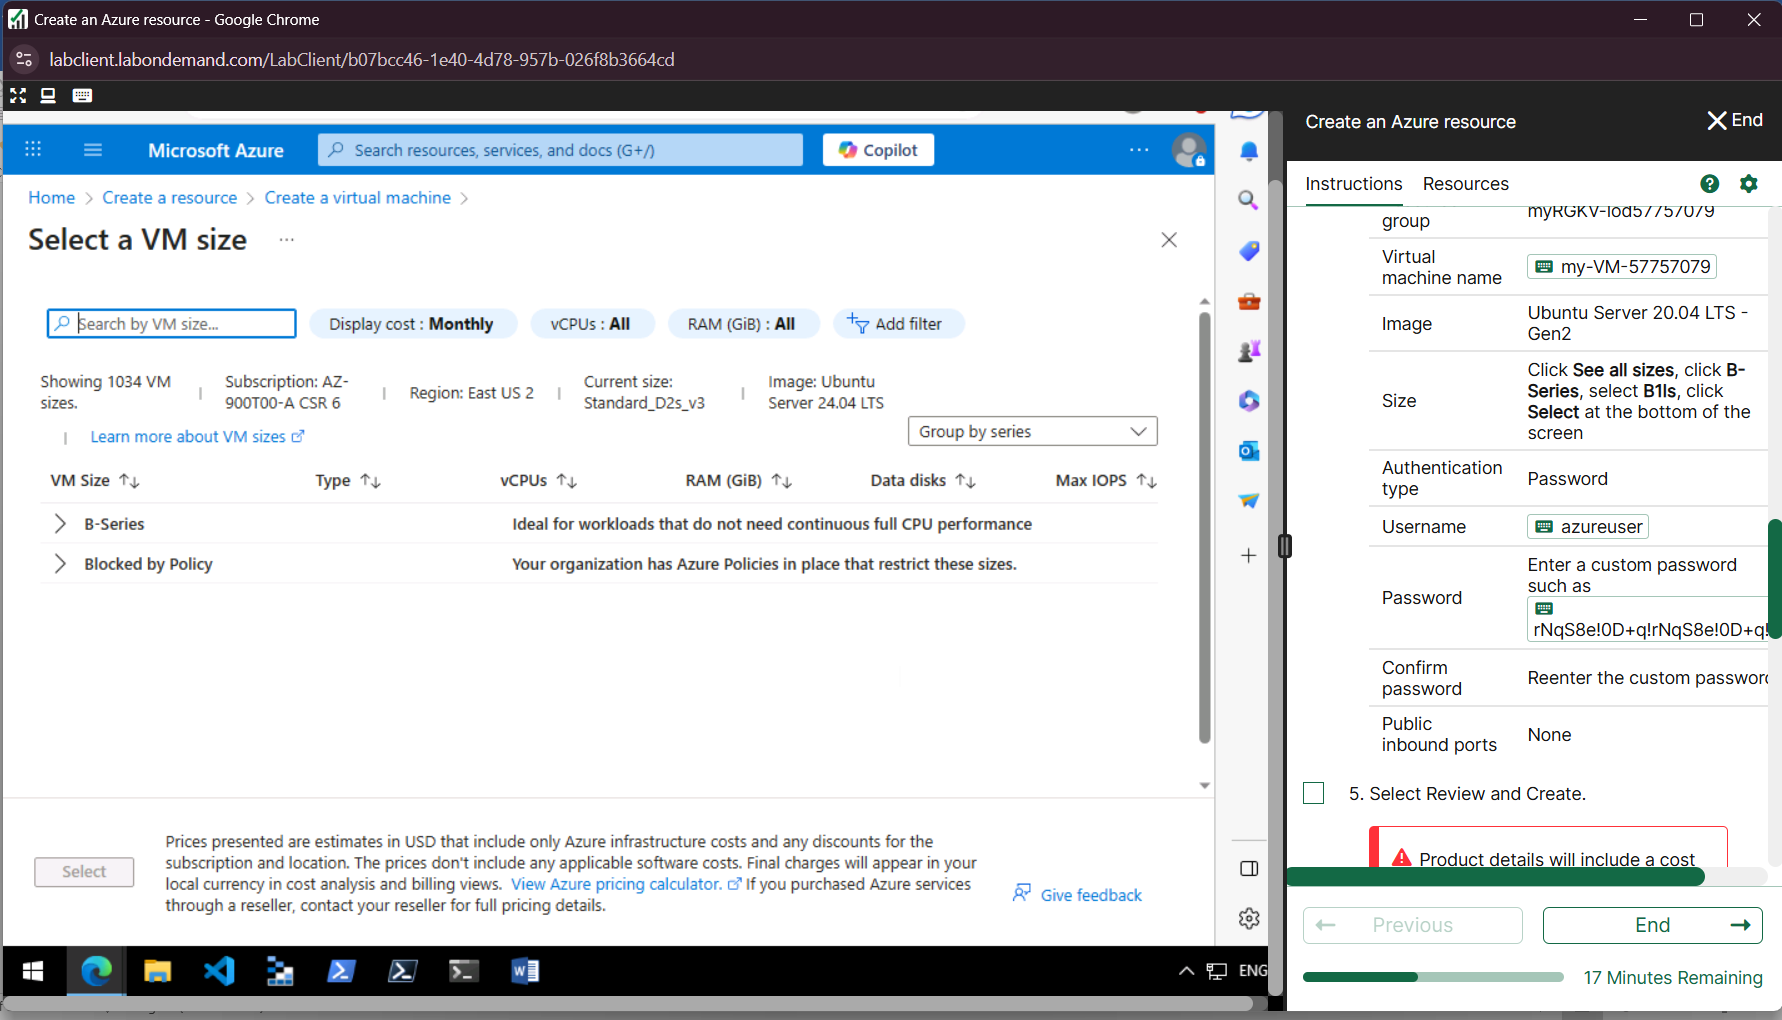 Create an Azure resource - Google Chrome
labclient.labondemand.com/LabClient/b07bcc46-1e40-4d78-957b-026f8b3664cd
Microsoft Azure
Search resources, services, and docs (G+/)
Copilot
...
Home > Create a resource > Create a virtual machine >
Select a VM size ...
Search by VM size...
Display cost : Monthly
vCPUs : All
RAM (GiB) : All
Add filter
Showing 1034 VM
sizes.
Subscription: AZ-
900T00-A CSR 6
Region: East US 2
Current size:
Standard_D2s_v3
Image: Ubuntu
Server 24.04 LTS
Learn more about VM sizes
Group by series
VM Size
Type
vCPUs
RAM (GiB)
Data disks
Max IOPS
B-Series
Ideal for workloads that do not need continuous full CPU performance
Blocked by Policy
Your organization has Azure Policies in place that restrict these sizes.
Select
Prices presented are estimates in USD that include only Azure infrastructure costs and any discounts for the
subscription and location. The prices don't include any applicable software costs. Final charges will appear in your
local currency in cost analysis and billing views. View Azure pricing calculator. If you purchased Azure services
through a reseller, contact your reseller for full pricing details.
Give feedback
ENG
Create an Azure resource
End
Instructions
Resources
group
myRGKV-lod57757079
Virtual
machine name
my-VM-57757079
Image
Ubuntu Server 20.04 LTS -
Gen2
Size
Click See all sizes, click B-
Series, select B1ls, click
Select at the bottom of the
screen
Authentication
type
Password
Username
azureuser
Password
Enter a custom password
such as
rNqS8e!0D+q!rNqS8e!0D+q!
Confirm
password
Reenter the custom password
Public
inbound ports
None
5. Select Review and Create.
Product details will include a cost
Previous
End
17 Minutes Remaining